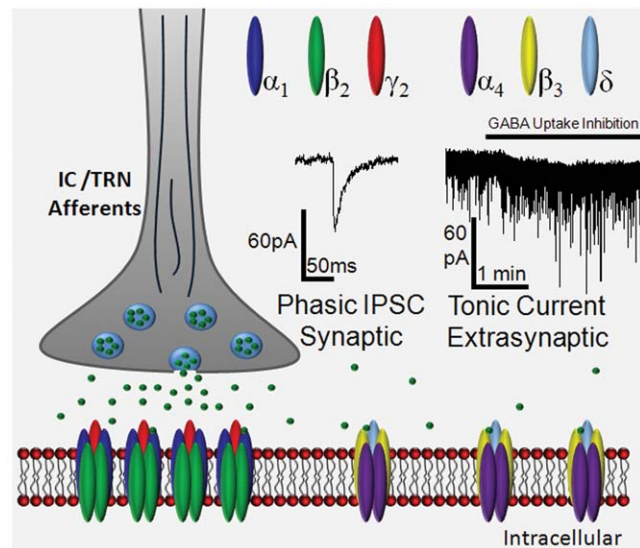 α1 β2 γ2 α4 β3 δ
GABA Uptake Inhibition
IC/TRN
Afferents
60pA
50ms
60
pA
1 min
Phasic IPSC
Synaptic
Tonic Current
Extrasynaptic
Intracellular